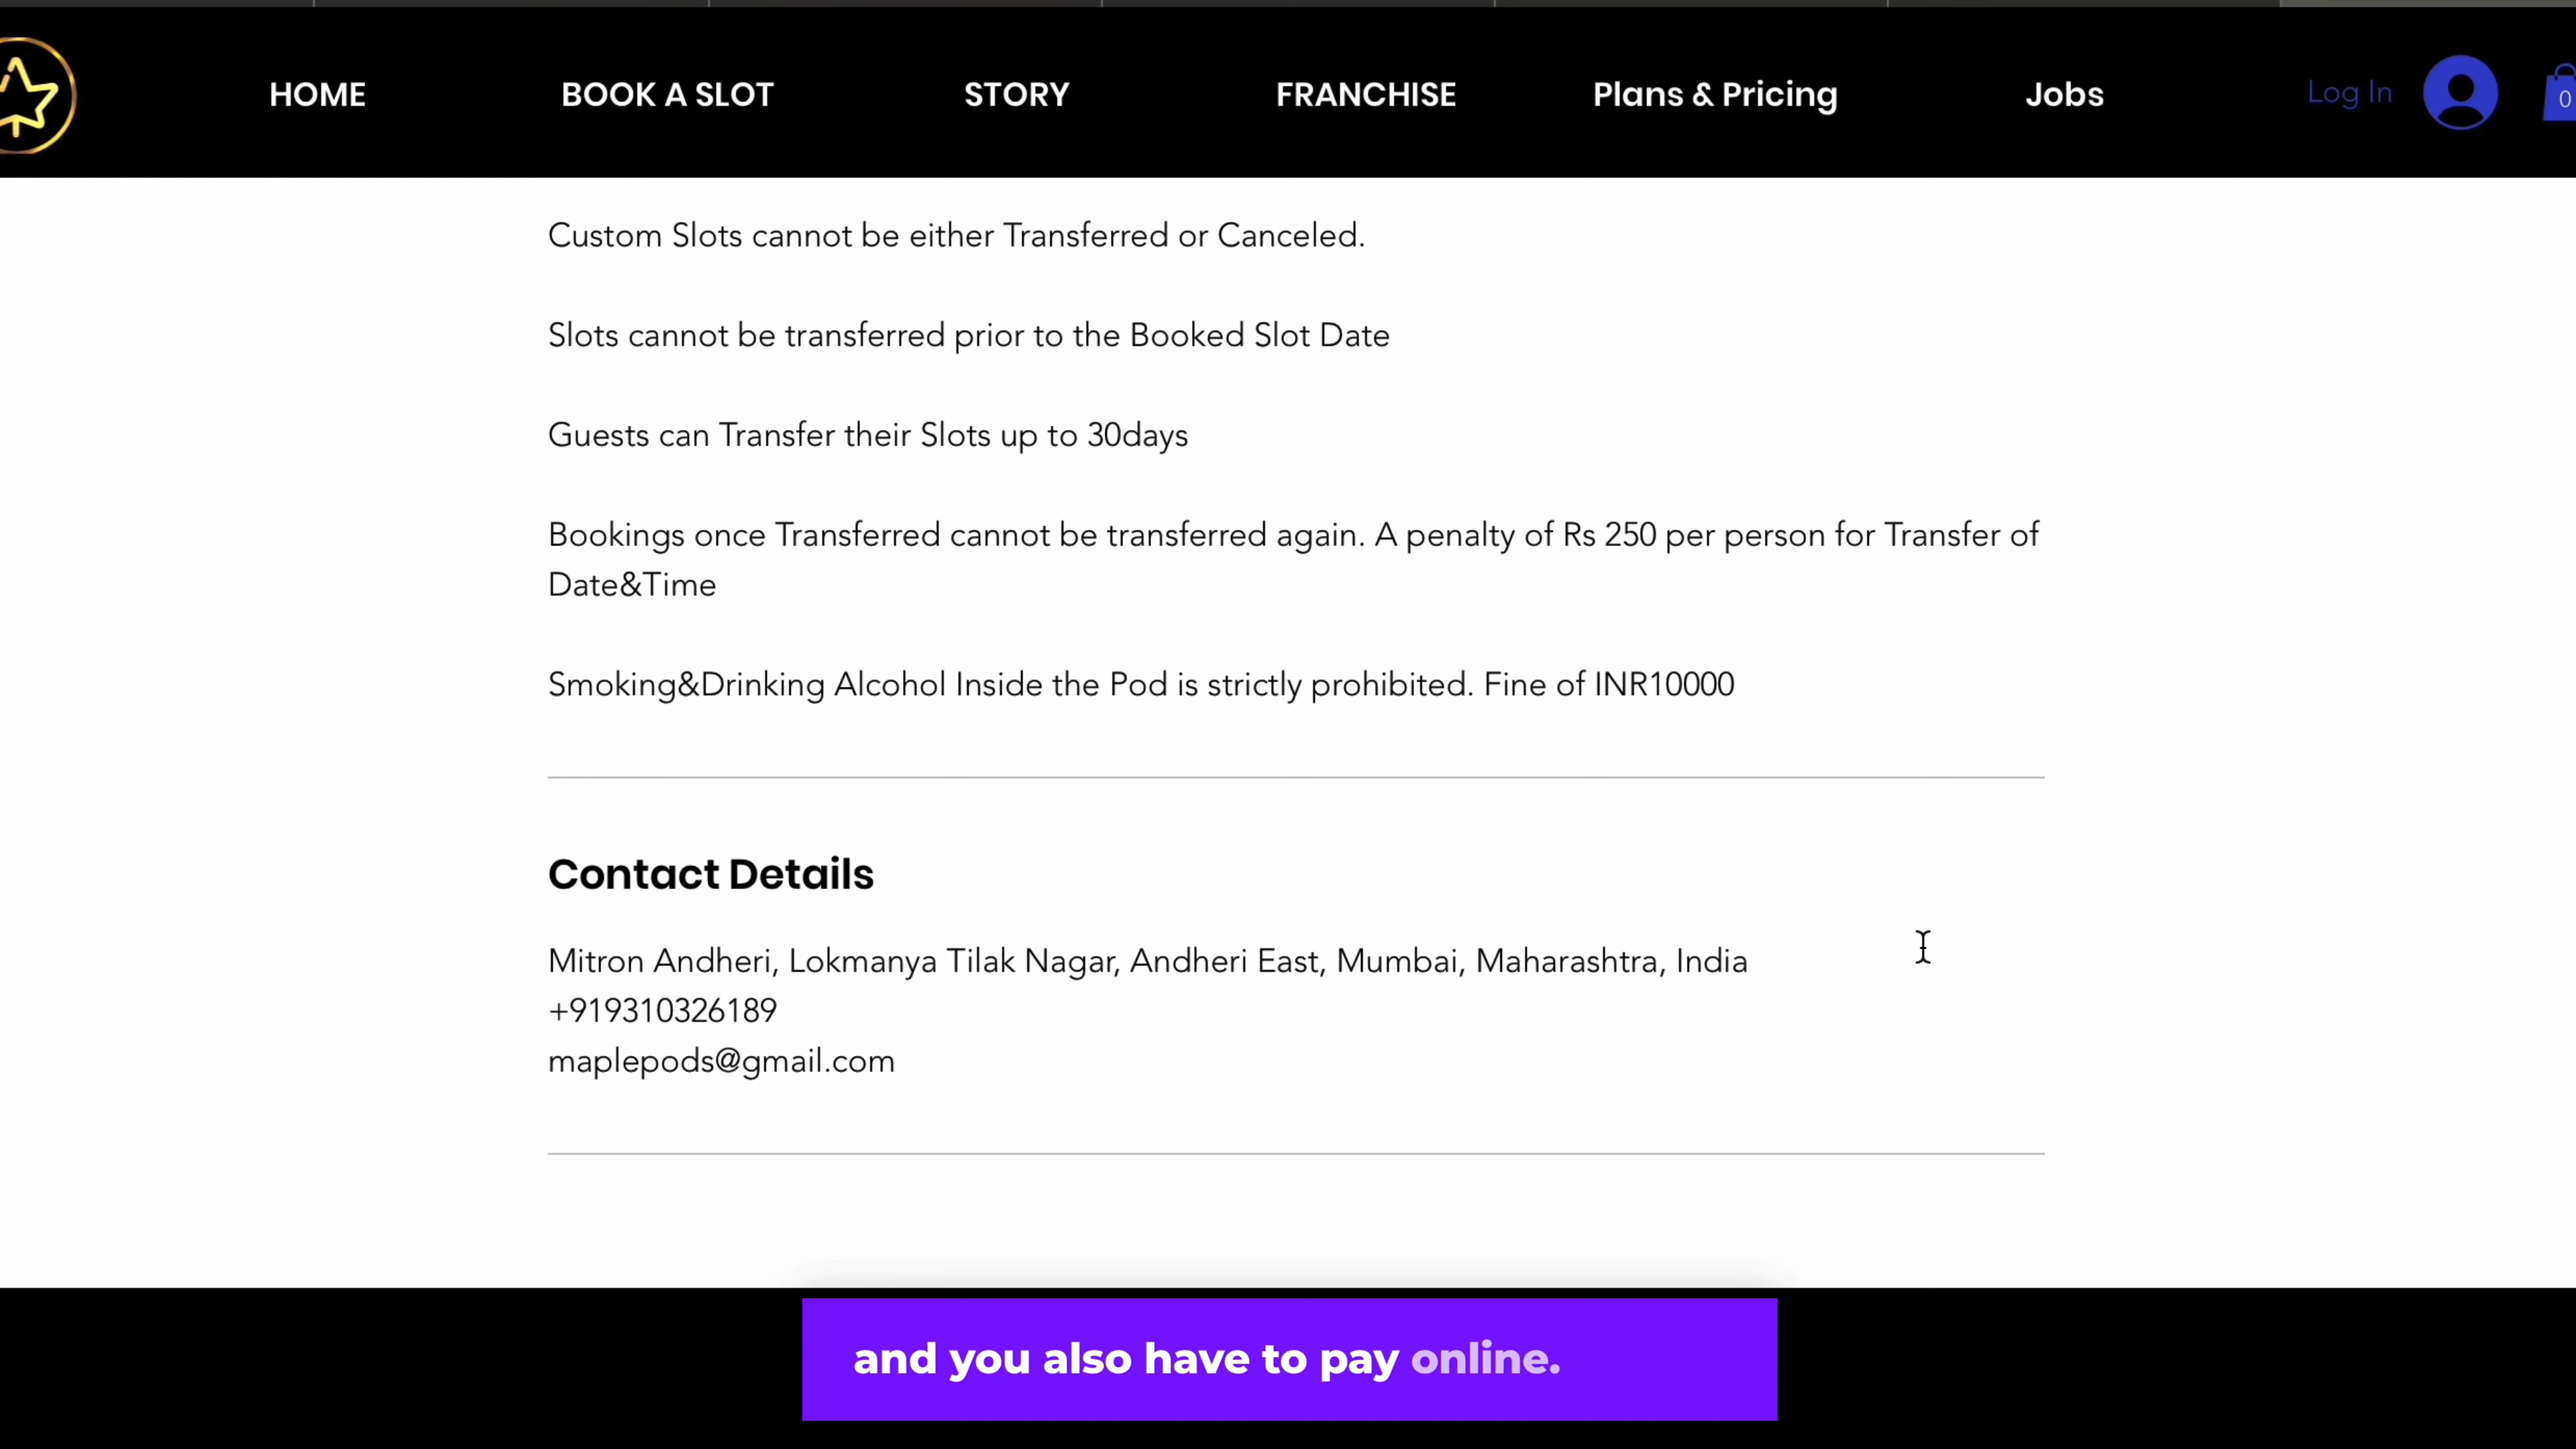 HOME
BOOK A SLOT
STORY
FRANCHISE
Plans & Pricing
Jobs
Log In
0
Custom Slots cannot be either Transferred or Canceled.
Slots cannot be transferred prior to the Booked Slot Date
Guests can Transfer their Slots up to 30days
Bookings once Transferred cannot be transferred again. A penalty of Rs 250 per person for Transfer of
Date&Time
Smoking&Drinking Alcohol Inside the Pod is strictly prohibited. Fine of INR10000
Contact Details
Mitron Andheri, Lokmanya Tilak Nagar, Andheri East, Mumbai, Maharashtra, India
+919310326189
maplepods@gmail.com
and you also have to pay online.